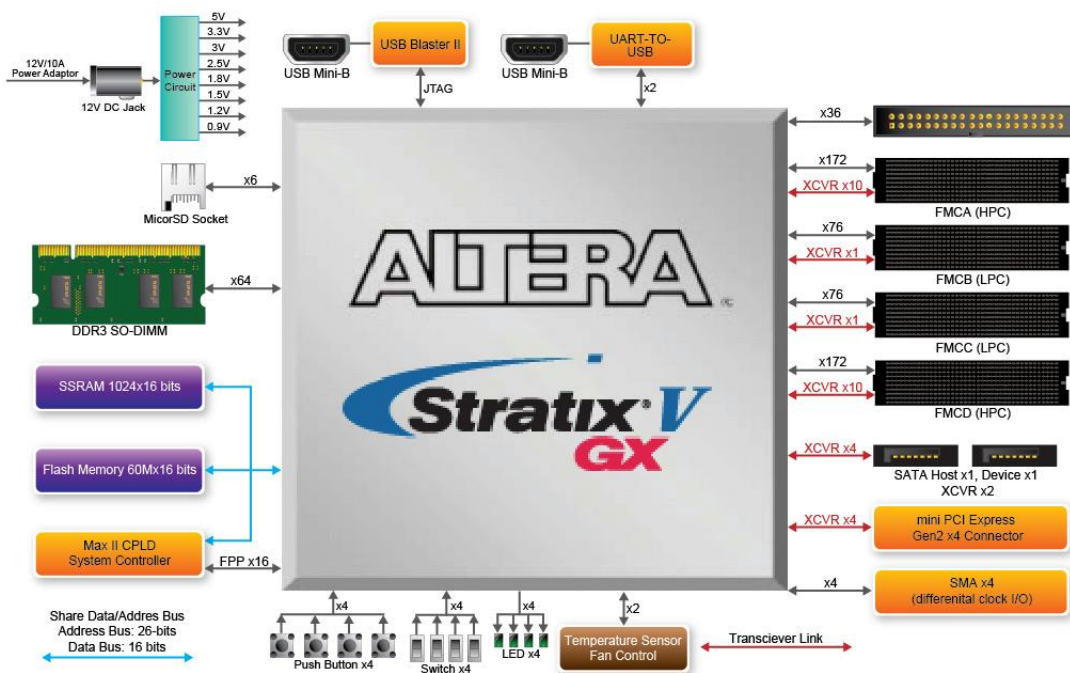 12V/10A
Power Adaptor
12V DC Jack
Power
Circuit
5V
3.3V
3V
2.5V
1.8V
1.5V
1.2V
0.9V
USB Mini-B
USB Blaster II
JTAG
USB Mini-B
UART-TO-
USB
x2
x36
x6
MicorSD Socket
x172
XCVR x10
FMCA (HPC)
x64
DDR3 SO-DIMM
x76
XCVR x1
FMCB (LPC)
x76
XCVR x1
FMCC (LPC)
x172
XCVR x10
FMCD (HPC)
ALTERA
Stratix® V
GX
SSRAM 1024x16 bits
Flash Memory 60Mx16 bits
Max II CPLD
System Controller
FPP x16
XCVR x4
SATA Host x1, Device x1
XCVR x2
XCVR x4
mini PCI Express
Gen2 x4 Connector
x4
SMA x4
(differenital clock I/O)
Share Data/Addres Bus
Address Bus: 26-bits
Data Bus: 16 bits
x4
Push Button x4
x4
Switch x4
x4
LED x4
x2
Temperature Sensor
Fan Control
Transciever Link